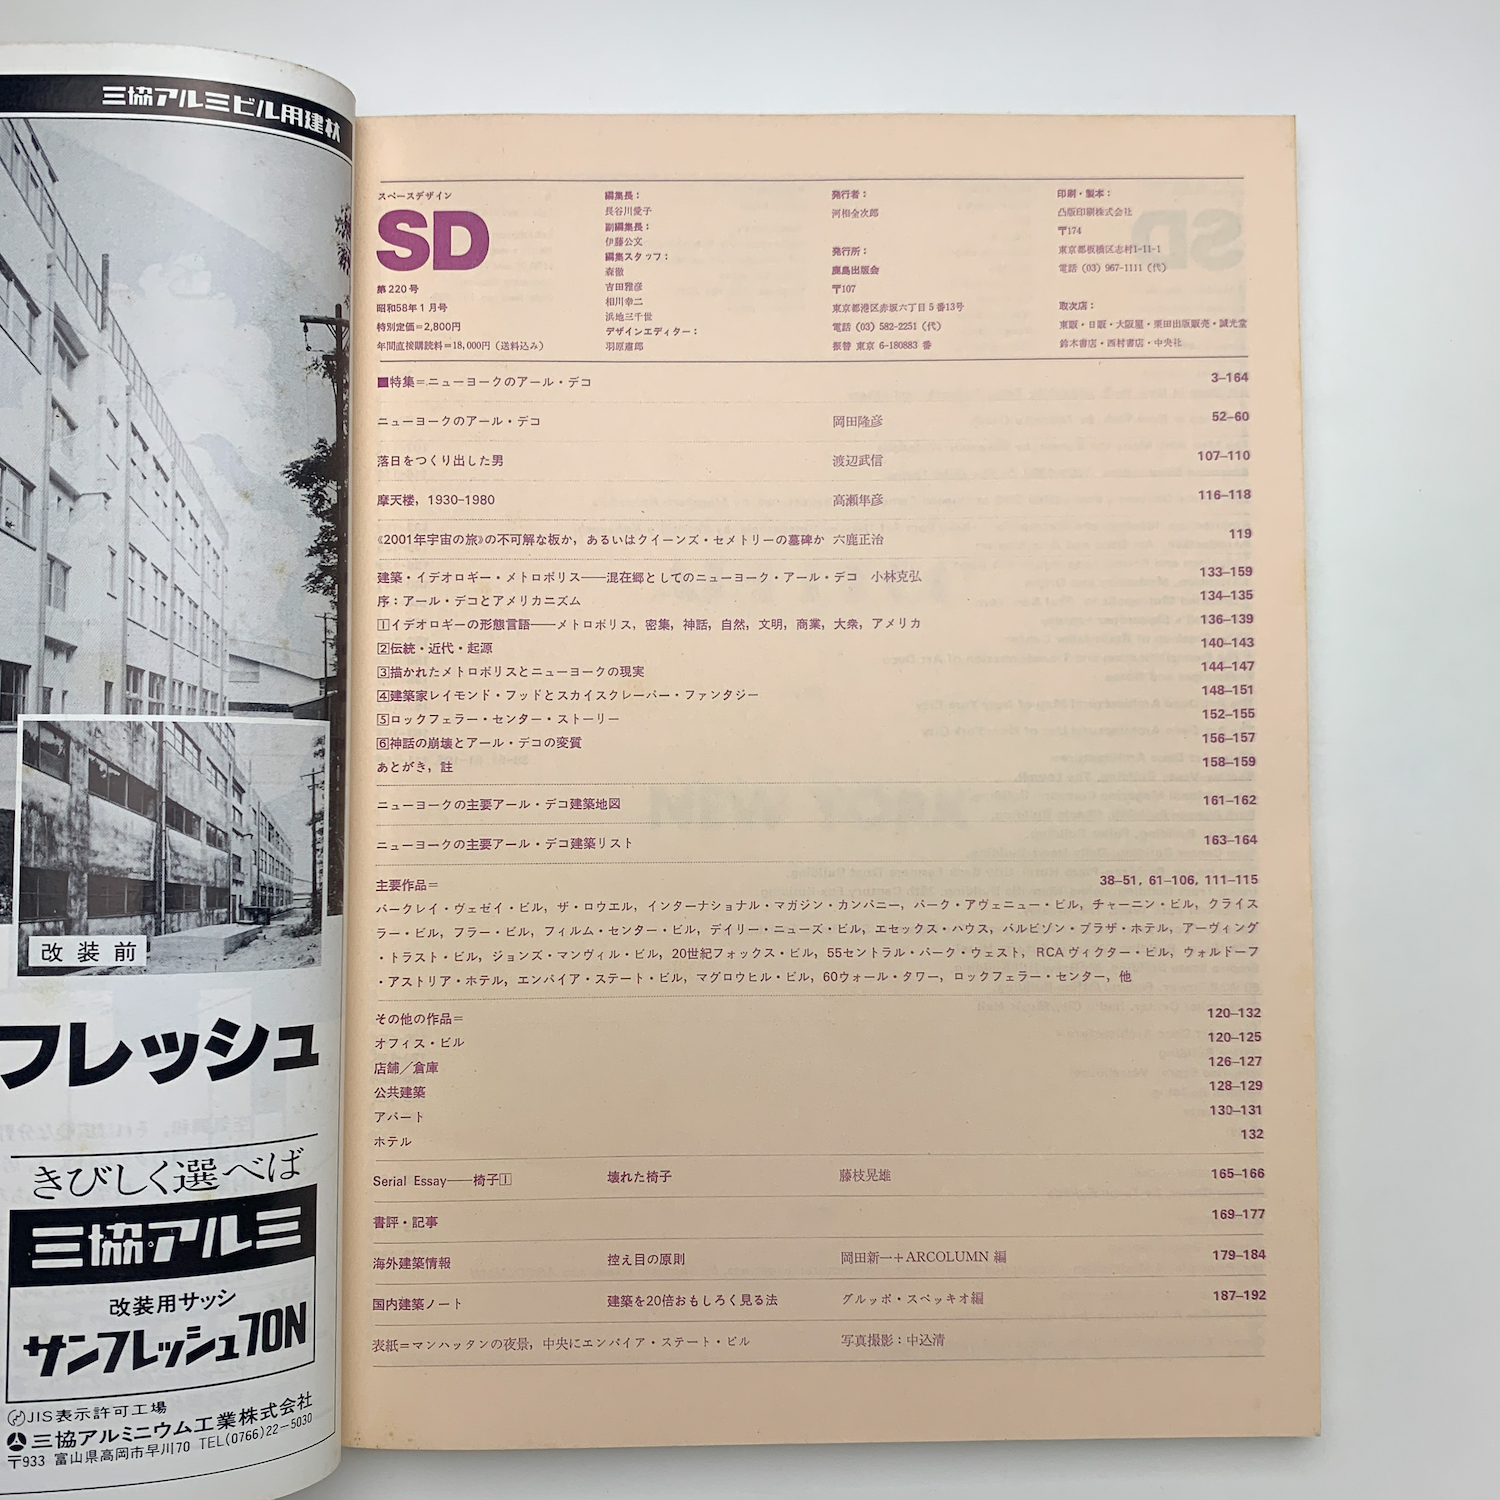 三協アルミビル用建材
改装前
フレッシュ
きびしく選べば
三協アルミ
改装用サッシ
サンフレッシュ70N
JIS表示許可工場
三協アルミニウム工業株式会社
〒933 富山県高岡市早川70 TEL(0766)22-5030
スペースデザイン
SD
第220号
昭和58年1月号
特別定価=2,800円
年間直接購読料=18,000円(送料込み)
編集長:
長谷川愛子
副編集長:
伊藤公文
編集スタッフ:
森徹
吉田雅彦
相川幸二
浜地三千世
デザインエディター:
羽原肅郎
発行者:
河相全次郎
発行所:
鹿島出版会
〒107
東京都港区赤坂六丁目5番13号
電話 (03) 582-2251 (代)
振替 東京 6-180883 番
印刷・製本:
凸版印刷株式会社
〒174
東京都板橋区志村1-11-1
電話 (03) 967-1111 (代)
取次店:
東販・日販・大阪屋・栗田出版販売・誠光堂
鈴木書店・西村書店・中央社
■特集=ニューヨークのアール・デコ 3-164
ニューヨークのアール・デコ 岡田隆彦 52-60
落日をつくり出した男 渡辺武信 107-110
摩天楼, 1930-1980 高瀬隼彦 116-118
《2001年宇宙の旅》の不可解な板か, あるいはクイーンズ・セメトリーの墓碑か 六鹿正治 119
建築・イデオロギー・メトロポリス——混在郷としてのニューヨーク・アール・デコ 小林克弘 133-159
序:アール・デコとアメリカニズム 134-135
1イデオロギーの形態言語——メトロポリス, 密集, 神話, 自然, 文明, 商業, 大衆, アメリカ 136-139
2伝統・近代・起源 140-143
3描かれたメトロポリスとニューヨークの現実 144-147
4建築家レイモンド・フッドとスカイスクレーパー・ファンタジー 148-151
5ロックフェラー・センター・ストーリー 152-155
6神話の崩壊とアール・デコの変質 156-157
あとがき, 註 158-159
ニューヨークの主要アール・デコ建築地図 161-162
ニューヨークの主要アール・デコ建築リスト 163-164
主要作品= 38-51, 61-106, 111-115
バークレイ・ヴェゼイ・ビル, ザ・ロウエル, インターナショナル・マガジン・カンパニー, パーク・アヴェニュー・ビル, チャーニン・ビル, クライス
ラー・ビル, フラー・ビル, フィルム・センター・ビル, デイリー・ニューズ・ビル, エセックス・ハウス, バルビゾン・プラザ・ホテル, アーヴィング
・トラスト・ビル, ジョンズ・マンヴィル・ビル, 20世紀フォックス・ビル, 55セントラル・パーク・ウェスト, RCAヴィクター・ビル, ウォルドーフ
・アストリア・ホテル, エンパイア・ステート・ビル, マグロウヒル・ビル, 60ウォール・タワー, ロックフェラー・センター, 他
その他の作品= 120-132
オフィス・ビル 120-125
店舗/倉庫 126-127
公共建築 128-129
アパート 130-131
ホテル 132
Serial Essay——椅子1 壊れた椅子 藤枝晃雄 165-166
書評・記事 169-177
海外建築情報 控え目の原則 岡田新一+ARCOLUMN 編 179-184
国内建築ノート 建築を20倍おもしろく見る法 グルッポ・スペッキオ編 187-192
表紙=マンハッタンの夜景, 中央にエンパイア・ステート・ビル 写真撮影:中込清